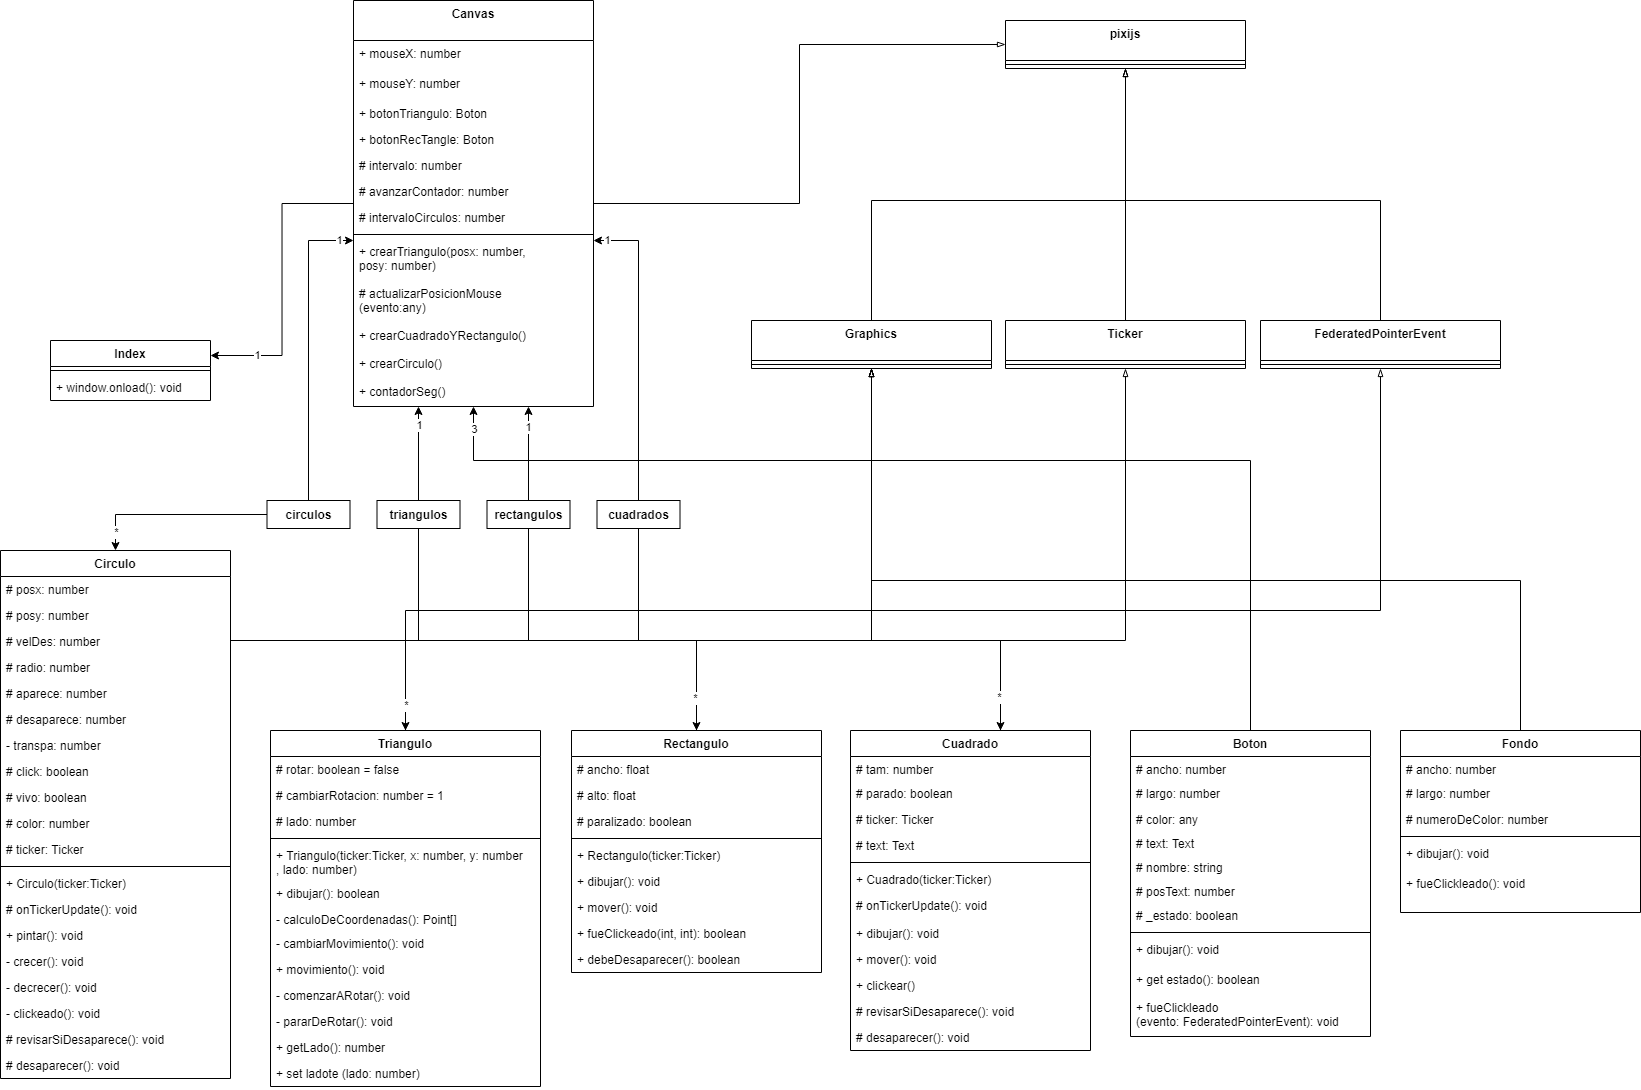 Canvas
+ mouseX: number
+ mouseY: number
+ botonTriangulo: Boton
+ botonRecTangle: Boton
# intervalo: number
# avanzarContador: number
# intervaloCirculos: number
+ crearTriangulo(posx: number,
posy: number)
# actualizarPosicionMouse
(evento:any)
+ crearCuadradoYRectangulo()
+ crearCirculo()
+ contadorSeg()
pixijs
Graphics
Ticker
FederatedPointerEvent
Index
+ window.onload(): void
1
1
1
1
3
1
circulos
triangulos
rectangulos
cuadrados
*
*
*
*
Circulo
# posx: number
# posy: number
# velDes: number
# radio: number
# aparece: number
# desaparece: number
- transpa: number
# click: boolean
# vivo: boolean
# color: number
# ticker: Ticker
+ Circulo(ticker:Ticker)
# onTickerUpdate(): void
+ pintar(): void
- crecer(): void
- decrecer(): void
- clickeado(): void
# revisarSiDesaparece(): void
# desaparecer(): void
Triangulo
# rotar: boolean = false
# cambiarRotacion: number = 1
# lado: number
+ Triangulo(ticker:Ticker, x: number, y: number
, lado: number)
+ dibujar(): boolean
- calculoDeCoordenadas(): Point[]
- cambiarMovimiento(): void
+ movimiento(): void
- comenzarARotar(): void
- pararDeRotar(): void
+ getLado(): number
+ set ladote (lado: number)
Rectangulo
# ancho: float
# alto: float
# paralizado: boolean
+ Rectangulo(ticker:Ticker)
+ dibujar(): void
+ mover(): void
+ fueClickeado(int, int): boolean
+ debeDesaparecer(): boolean
Cuadrado
# tam: number
# parado: boolean
# ticker: Ticker
# text: Text
+ Cuadrado(ticker:Ticker)
# onTickerUpdate(): void
+ dibujar(): void
+ mover(): void
+ clickear()
# revisarSiDesaparece(): void
# desaparecer(): void
Boton
# ancho: number
# largo: number
# color: any
# text: Text
# nombre: string
# posText: number
# _estado: boolean
+ dibujar(): void
+ get estado(): boolean
+ fueClickleado
(evento: FederatedPointerEvent): void
Fondo
# ancho: number
# largo: number
# numeroDeColor: number
+ dibujar(): void
+ fueClickleado(): void